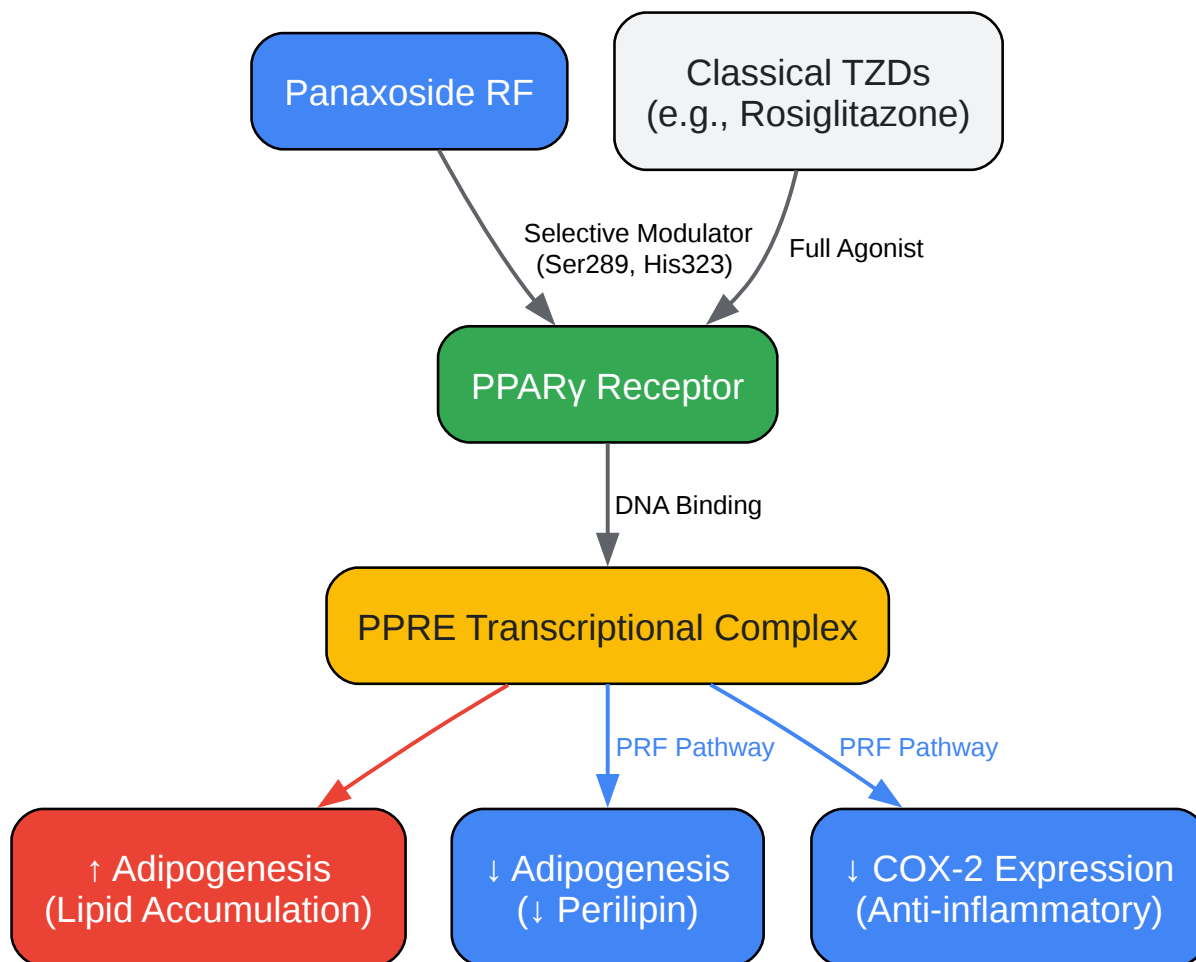 Panaxoside RF
Classical TZDs
(e.g., Rosiglitazone)
Selective Modulator
(Ser289, His323)
Full Agonist
PPARγ Receptor
DNA Binding
PPRE Transcriptional Complex
PRF Pathway
PRF Pathway
↑ Adipogenesis
(Lipid Accumulation)
↓ Adipogenesis
(↓ Perilipin)
↓ COX-2 Expression
(Anti-inflammatory)